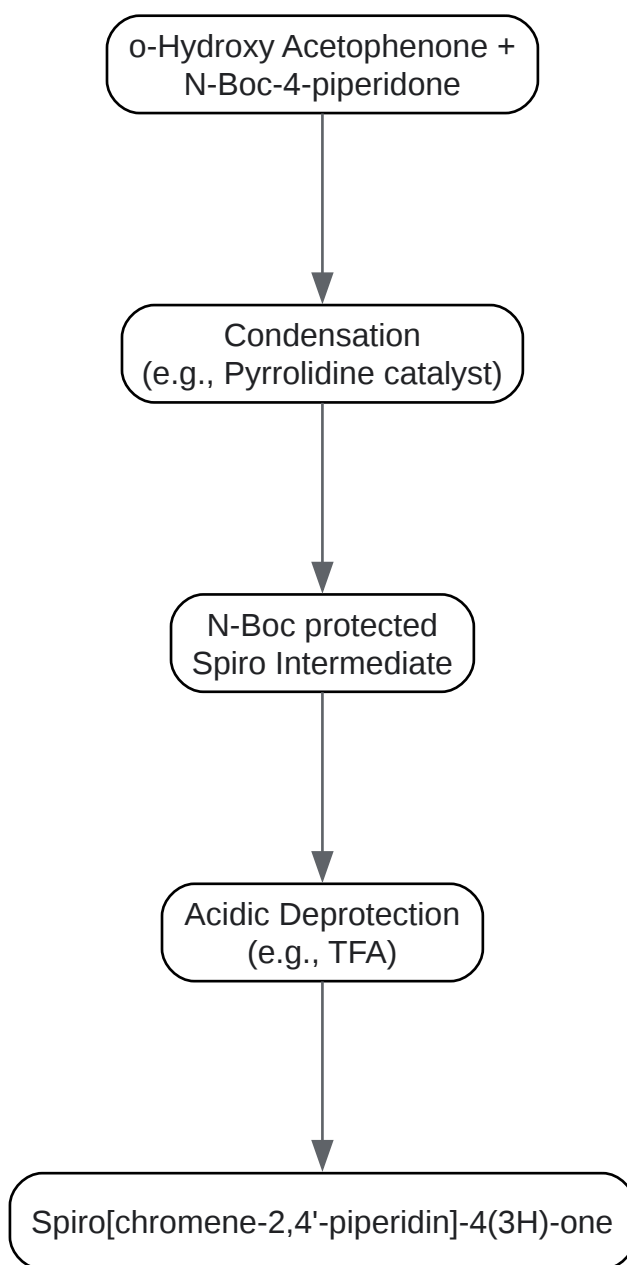 o-Hydroxy Acetophenone +
N-Boc-4-piperidone
Condensation
(e.g., Pyrrolidine catalyst)
N-Boc protected
Spiro Intermediate
Acidic Deprotection
(e.g., TFA)
Spiro[chromene-2,4'-piperidin]-4(3H)-one